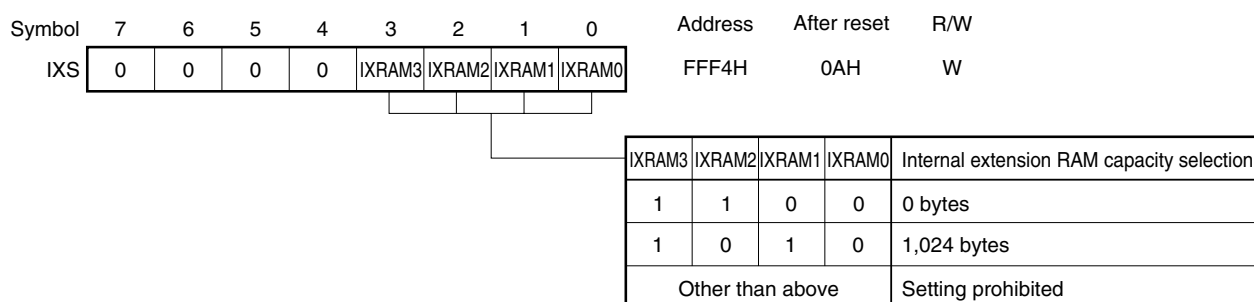 Symbol 7 6 5 4 3 2 1 0 Address After reset R/W
IXS 0 0 0 0 IXRAM3 IXRAM2 IXRAM1 IXRAM0 FFF4H 0AH W
IXRAM3 IXRAM2 IXRAM1 IXRAM0 Internal extension RAM capacity selection
1 1 0 0 0 bytes
1 0 1 0 1,024 bytes
Other than above Setting prohibited